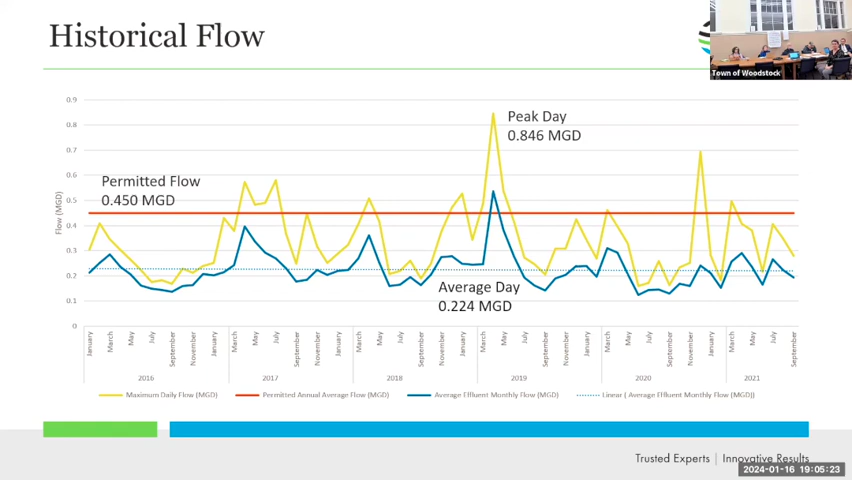 Historical Flow
Town of Woodstock
0.9
0.8
0.7
0.6
0.5
0.4
0.3
0.2
0.1
0
Flow (MGD)
Permitted Flow
0.450 MGD
Peak Day
0.846 MGD
Average Day
0.224 MGD
January March May July September November January March May July September November January March May July September November January March May July September November January March May July September November January March May July September
2016 2017 2018 2019 2020 2021
Maximum Daily Flow (MGD) Permitted Annual Average Flow (MGD) Average Effluent Monthly Flow (MGD) Linear ( Average Effluent Monthly Flow (MGD))
Trusted Experts | Innovative Results
2024-01-16 19:05:23